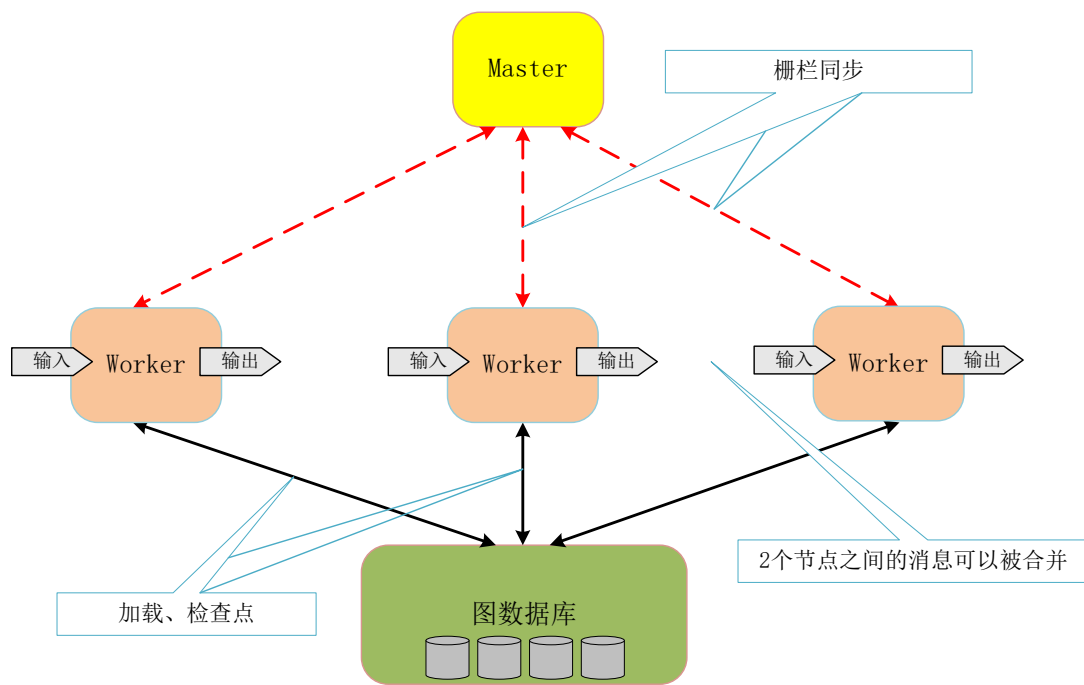 Master
栅栏同步
输入
Worker
输出
输入
Worker
输出
输入
Worker
输出
2个节点之间的消息可以被合并
加载、检查点
图数据库